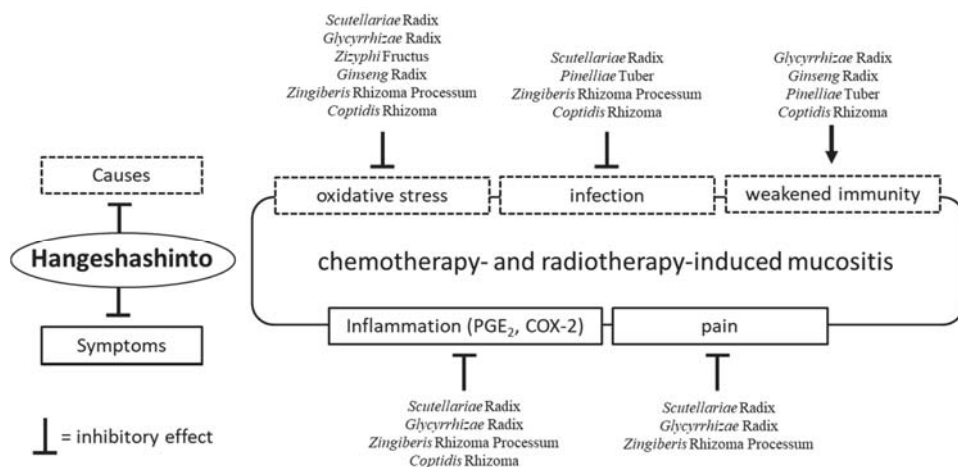 Scutellariae Radix
Glycyrrhizae Radix
Zizyphi Fructus
Ginseng Radix
Zingiberis Rhizoma Processum
Coptidis Rhizoma
Scutellariae Radix
Pinelliae Tuber
Zingiberis Rhizoma Processum
Coptidis Rhizoma
Glycyrrhizae Radix
Ginseng Radix
Pinelliae Tuber
Coptidis Rhizoma
Causes
oxidative stress
infection
weakened immunity
Hangeshashinto
chemotherapy- and radiotherapy-induced mucositis
Symptoms
Inflammation (PGE₂, COX-2)
pain
= inhibitory effect
Scutellariae Radix
Glycyrrhizae Radix
Zingiberis Rhizoma Processum
Coptidis Rhizoma
Scutellariae Radix
Glycyrrhizae Radix
Zingiberis Rhizoma Processum